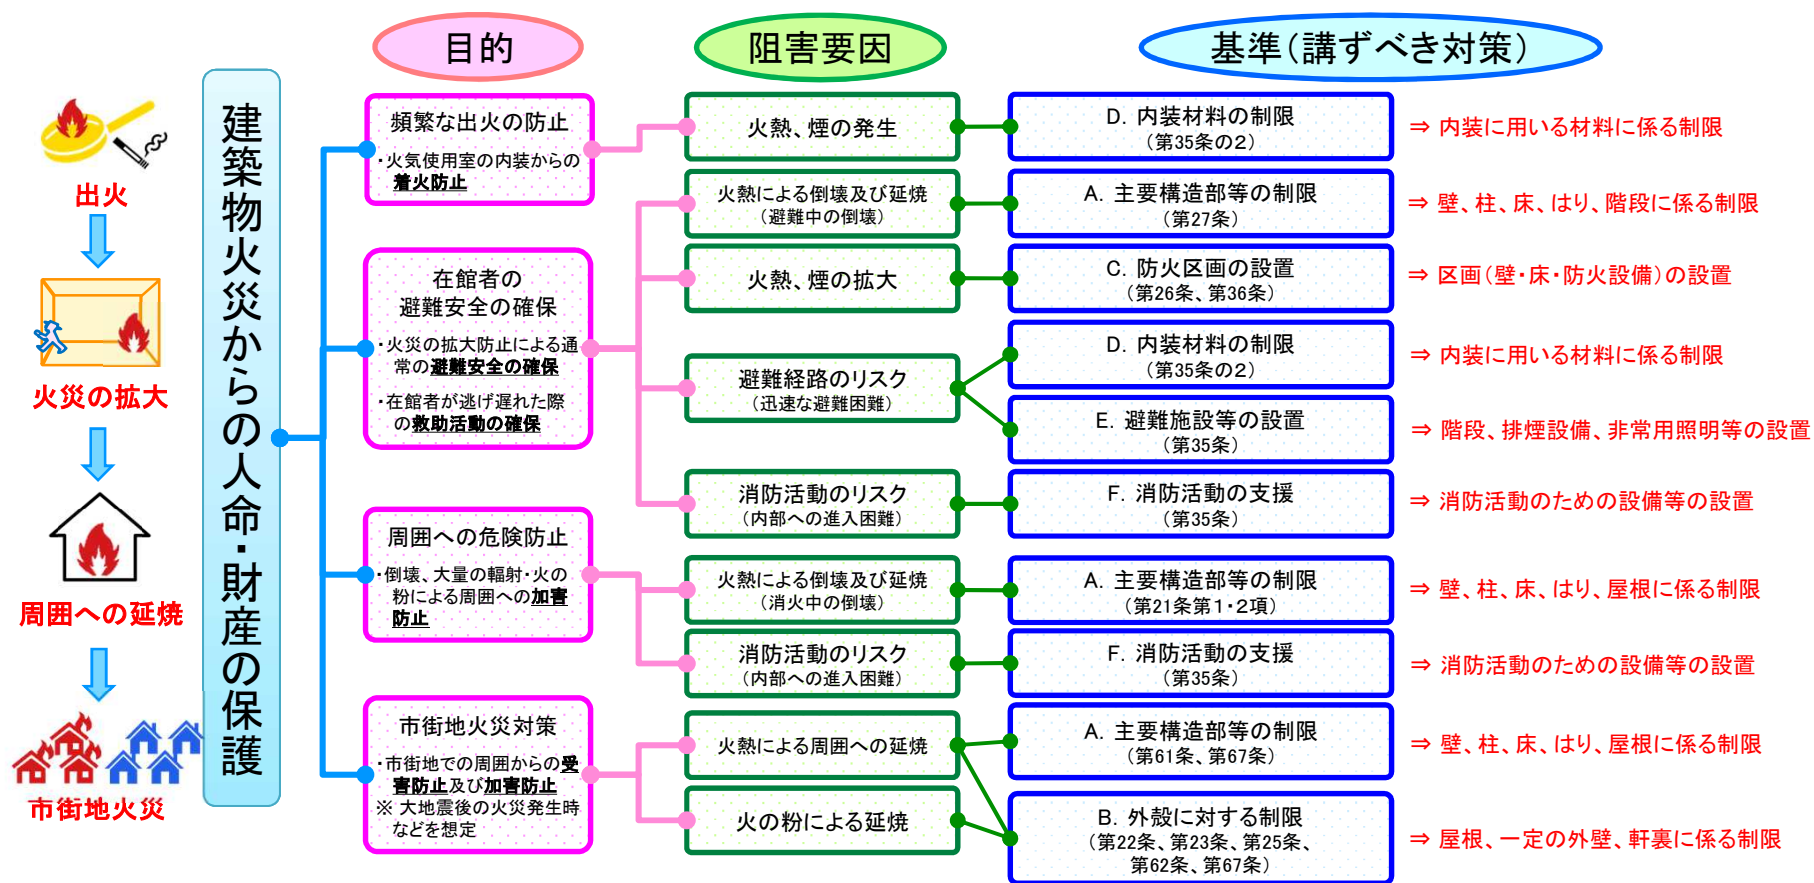 目的
阻害要因
基準(講ずべき対策)
出火
火災の拡大
周囲への延焼
市街地火災
建築物火災からの人命・財産の保護
頻繁な出火の防止
・火気使用室の内装からの
着火防止
在館者の
避難安全の確保
・火災の拡大防止による通
常の避難安全の確保
・在館者が逃げ遅れた際
の救助活動の確保
周囲への危険防止
・倒壊、大量の輻射・火の
粉による周囲への加害
防止
市街地火災対策
・市街地での周囲からの受
害防止及び加害防止
※ 大地震後の火災発生時
などを想定
火熱、煙の発生
火熱による倒壊及び延焼
(避難中の倒壊)
火熱、煙の拡大
避難経路のリスク
(迅速な避難困難)
消防活動のリスク
(内部への進入困難)
火熱による倒壊及び延焼
(消火中の倒壊)
消防活動のリスク
(内部への進入困難)
火熱による周囲への延焼
火の粉による延焼
D. 内装材料の制限
(第35条の2)
⇒ 内装に用いる材料に係る制限
A. 主要構造部等の制限
(第27条)
⇒ 壁、柱、床、はり、階段に係る制限
C. 防火区画の設置
(第26条、第36条)
⇒ 区画(壁・床・防火設備)の設置
D. 内装材料の制限
(第35条の2)
⇒ 内装に用いる材料に係る制限
E. 避難施設等の設置
(第35条)
⇒ 階段、排煙設備、非常用照明等の設置
F. 消防活動の支援
(第35条)
⇒ 消防活動のための設備等の設置
A. 主要構造部等の制限
(第21条第1・2項)
⇒ 壁、柱、床、はり、屋根に係る制限
F. 消防活動の支援
(第35条)
⇒ 消防活動のための設備等の設置
A. 主要構造部等の制限
(第61条、第67条)
⇒ 壁、柱、床、はり、屋根に係る制限
B. 外殻に対する制限
(第22条、第23条、第25条、
第62条、第67条)
⇒ 屋根、一定の外壁、軒裏に係る制限